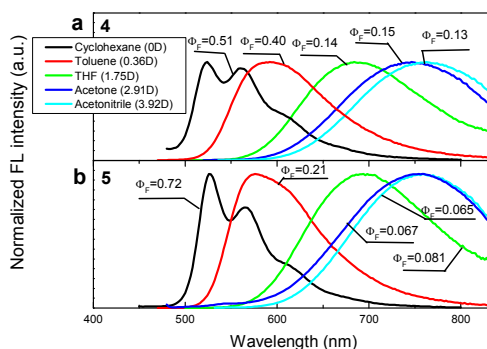 Normalized FL intensity (a.u.)
a 4
Cyclohexane (0D)
Toluene (0.36D)
THF (1.75D)
Acetone (2.91D)
Acetonitrile (3.92D)
ΦF=0.51
ΦF=0.40
ΦF=0.14
ΦF=0.15
ΦF=0.13
b 5
ΦF=0.72
ΦF=0.21
ΦF=0.065
ΦF=0.067
ΦF=0.081
400 500 600 700 800
Wavelength (nm)